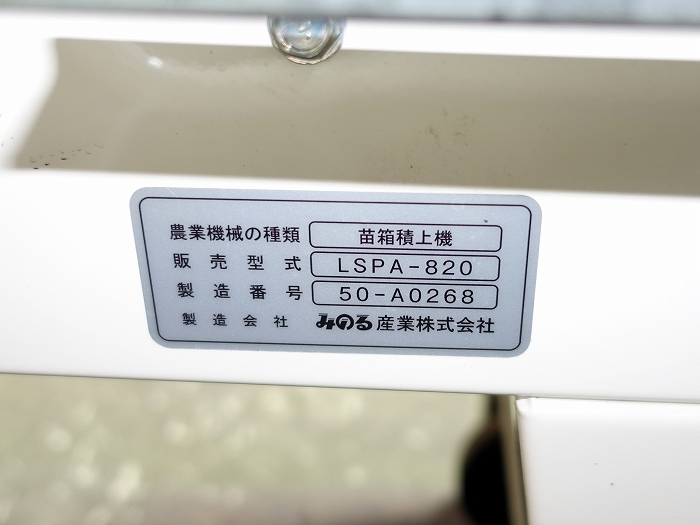 農業機械の種類 苗箱積上機
販売型式 LSPA-820
製造番号 50-A0268
製造会社 みのる産業株式会社